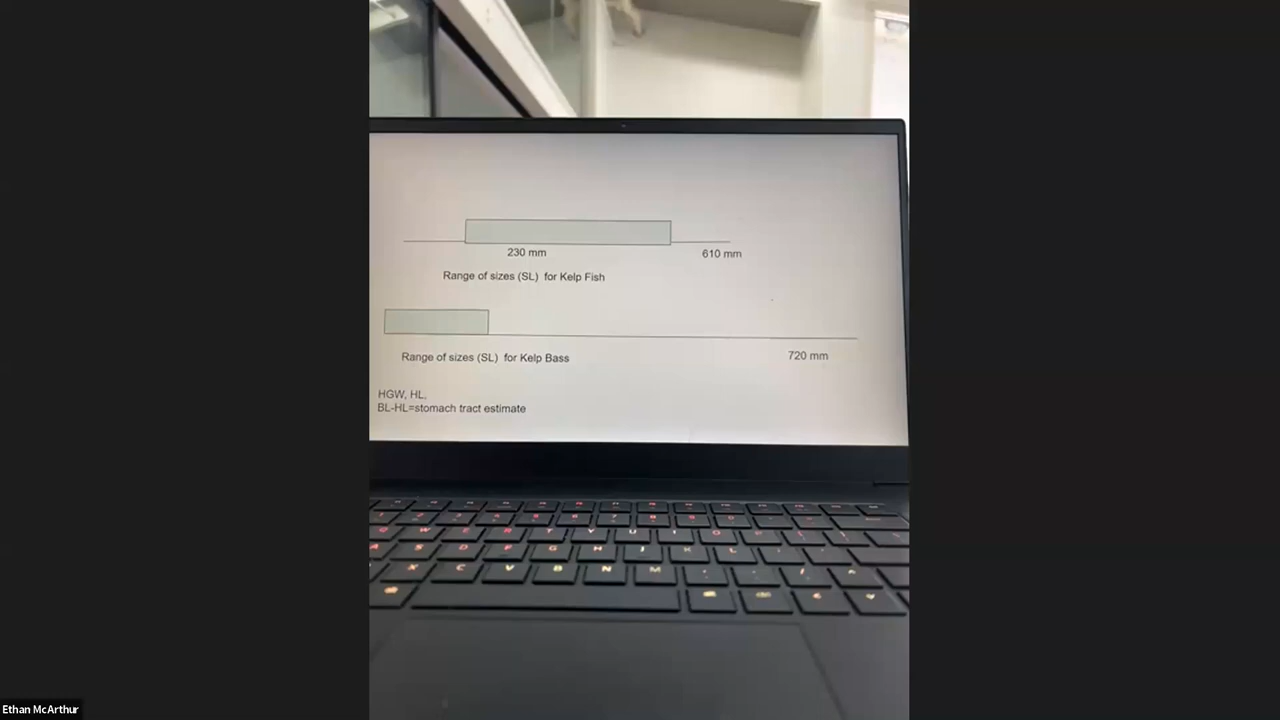 230 mm
610 mm
Range of sizes (SL) for Kelp Fish
Range of sizes (SL) for Kelp Bass
720 mm
HGW, HL,
BL-HL=stomach tract estimate
Q W E R T Y U I O
A S D F G H J K L
X C V B N M
Ethan McArthur